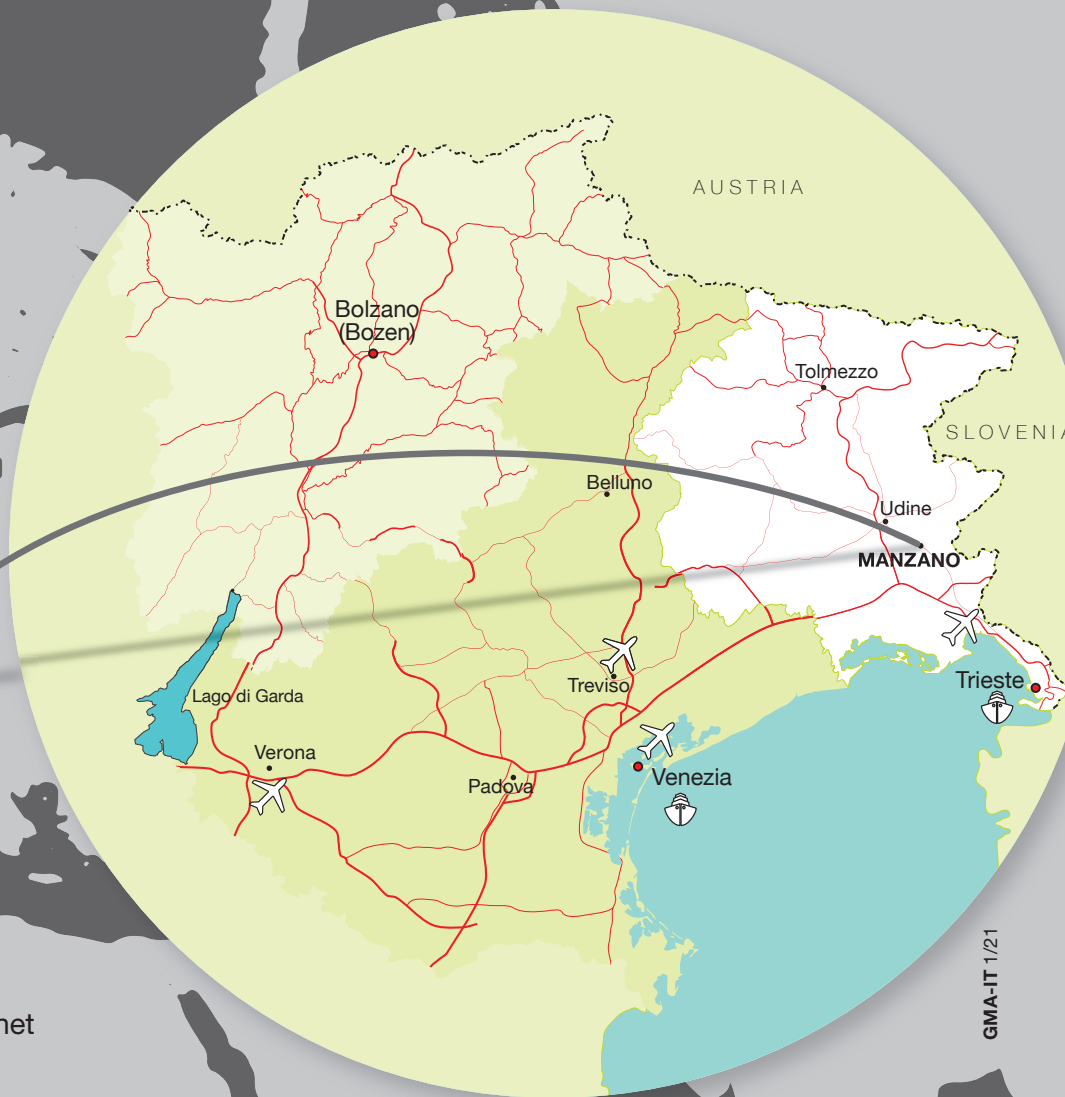 AUSTRIA
Bolzano
(Bozen)
Tolmezzo
SLOVENIA
Belluno
Udine
MANZANO
Treviso
Trieste
Lago di Garda
Verona
Padova
Venezia
GMA-IT 1/21
net